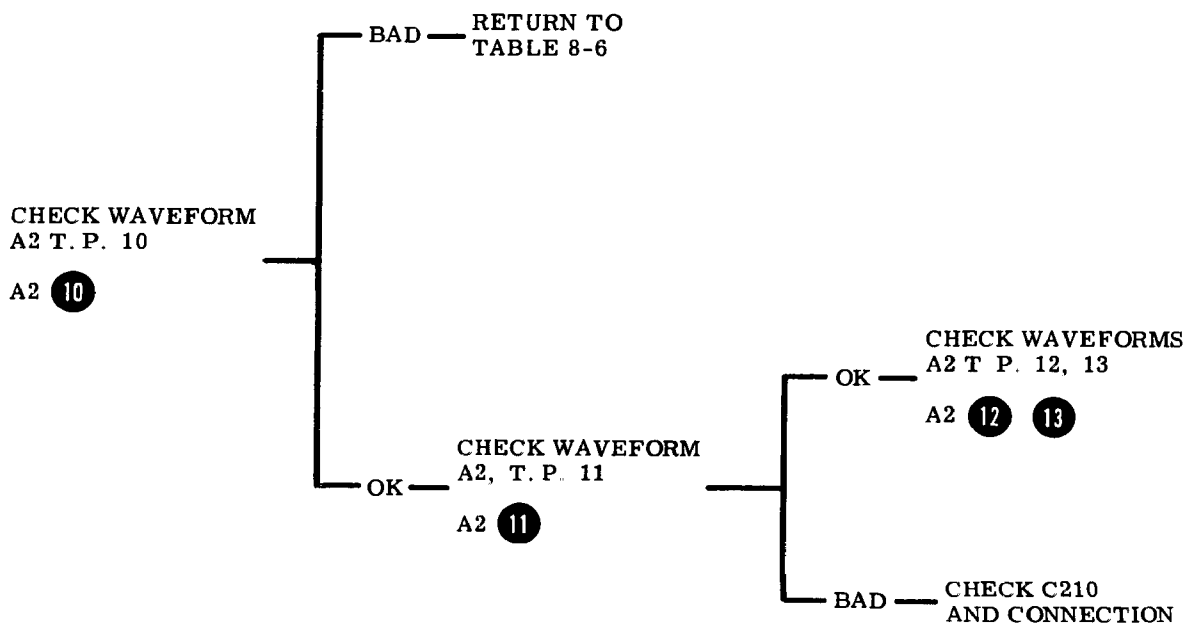 BAD
RETURN TO
TABLE 8-6
CHECK WAVEFORM
A2 T. P. 10
A2 10
OK
CHECK WAVEFORM
A2, T. P. 11
A2 11
OK
CHECK WAVEFORMS
A2 T P. 12, 13
A2 12 13
BAD
CHECK C210
AND CONNECTION